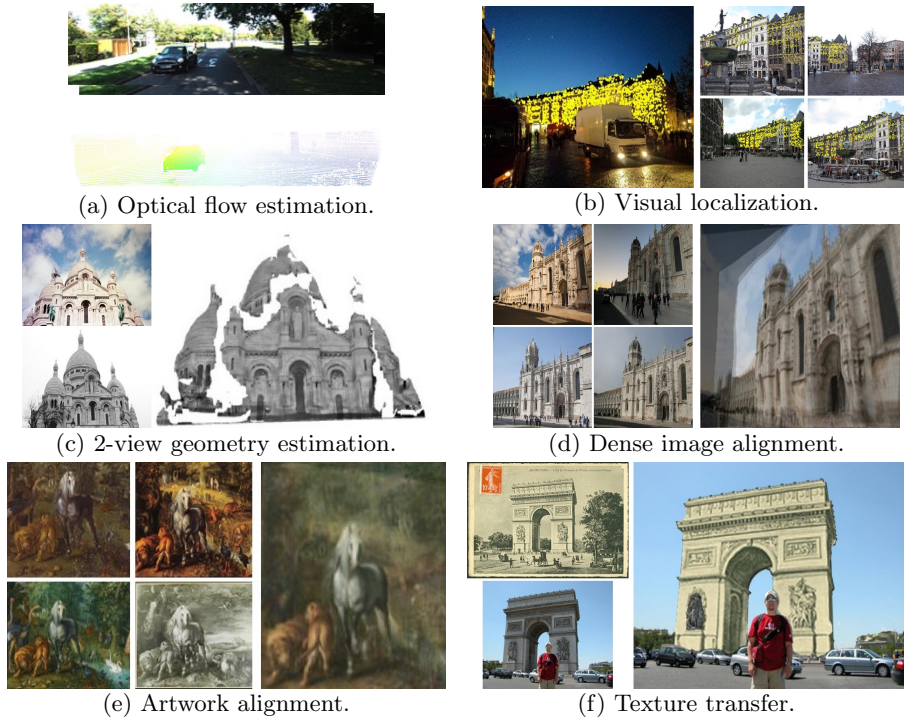 (a) Optical flow estimation.
(b) Visual localization.
(c) 2-view geometry estimation.
(d) Dense image alignment.
(e) Artwork alignment.
(f) Texture transfer.